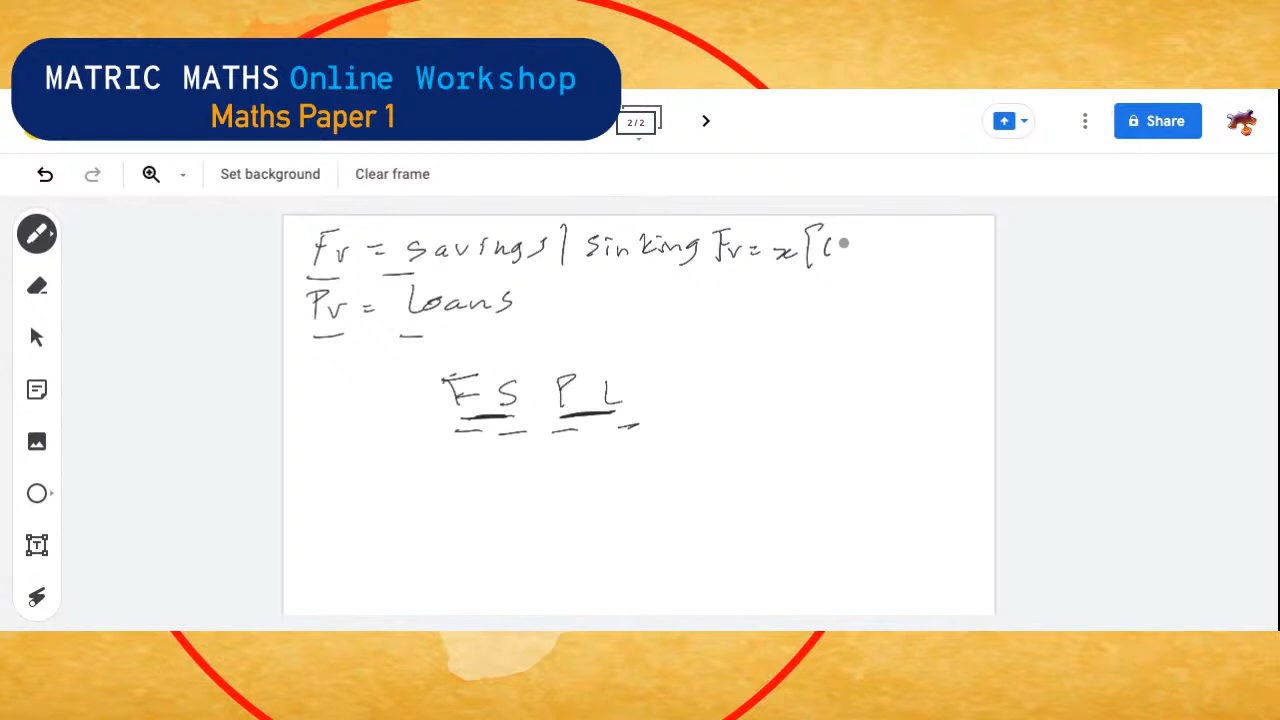 MATRIC MATHS Online Workshop
Maths Paper 1
2/2
Share
Set background
Clear frame
Fv = savings | sinking Fv = x[(
Pv = Loans
F S P L